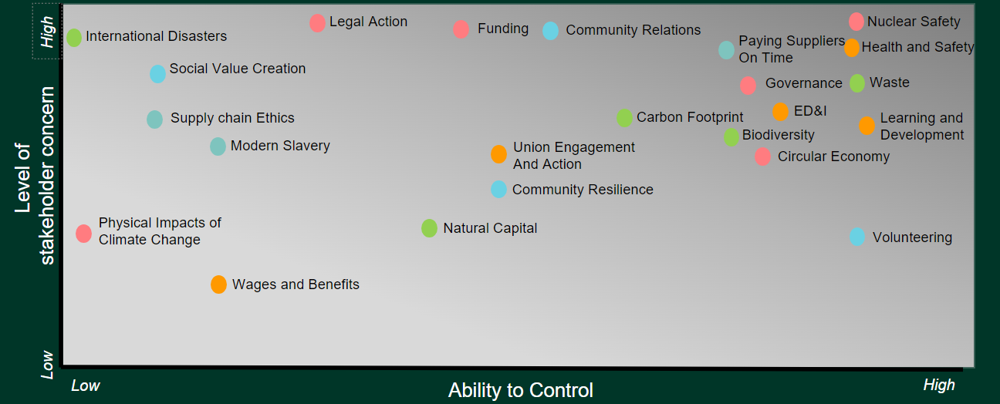 High
Legal Action
Nuclear Safety
Funding
Community Relations
International Disasters
Paying Suppliers
On Time
Health and Safety
Social Value Creation
Governance
Waste
ED&I
Supply chain Ethics
Carbon Footprint
Learning and
Development
Biodiversity
Modern Slavery
Union Engagement
And Action
Circular Economy
Level of
stakeholder concern
Community Resilience
Physical Impacts of
Climate Change
Natural Capital
Volunteering
Wages and Benefits
Low
Low
Ability to Control
High